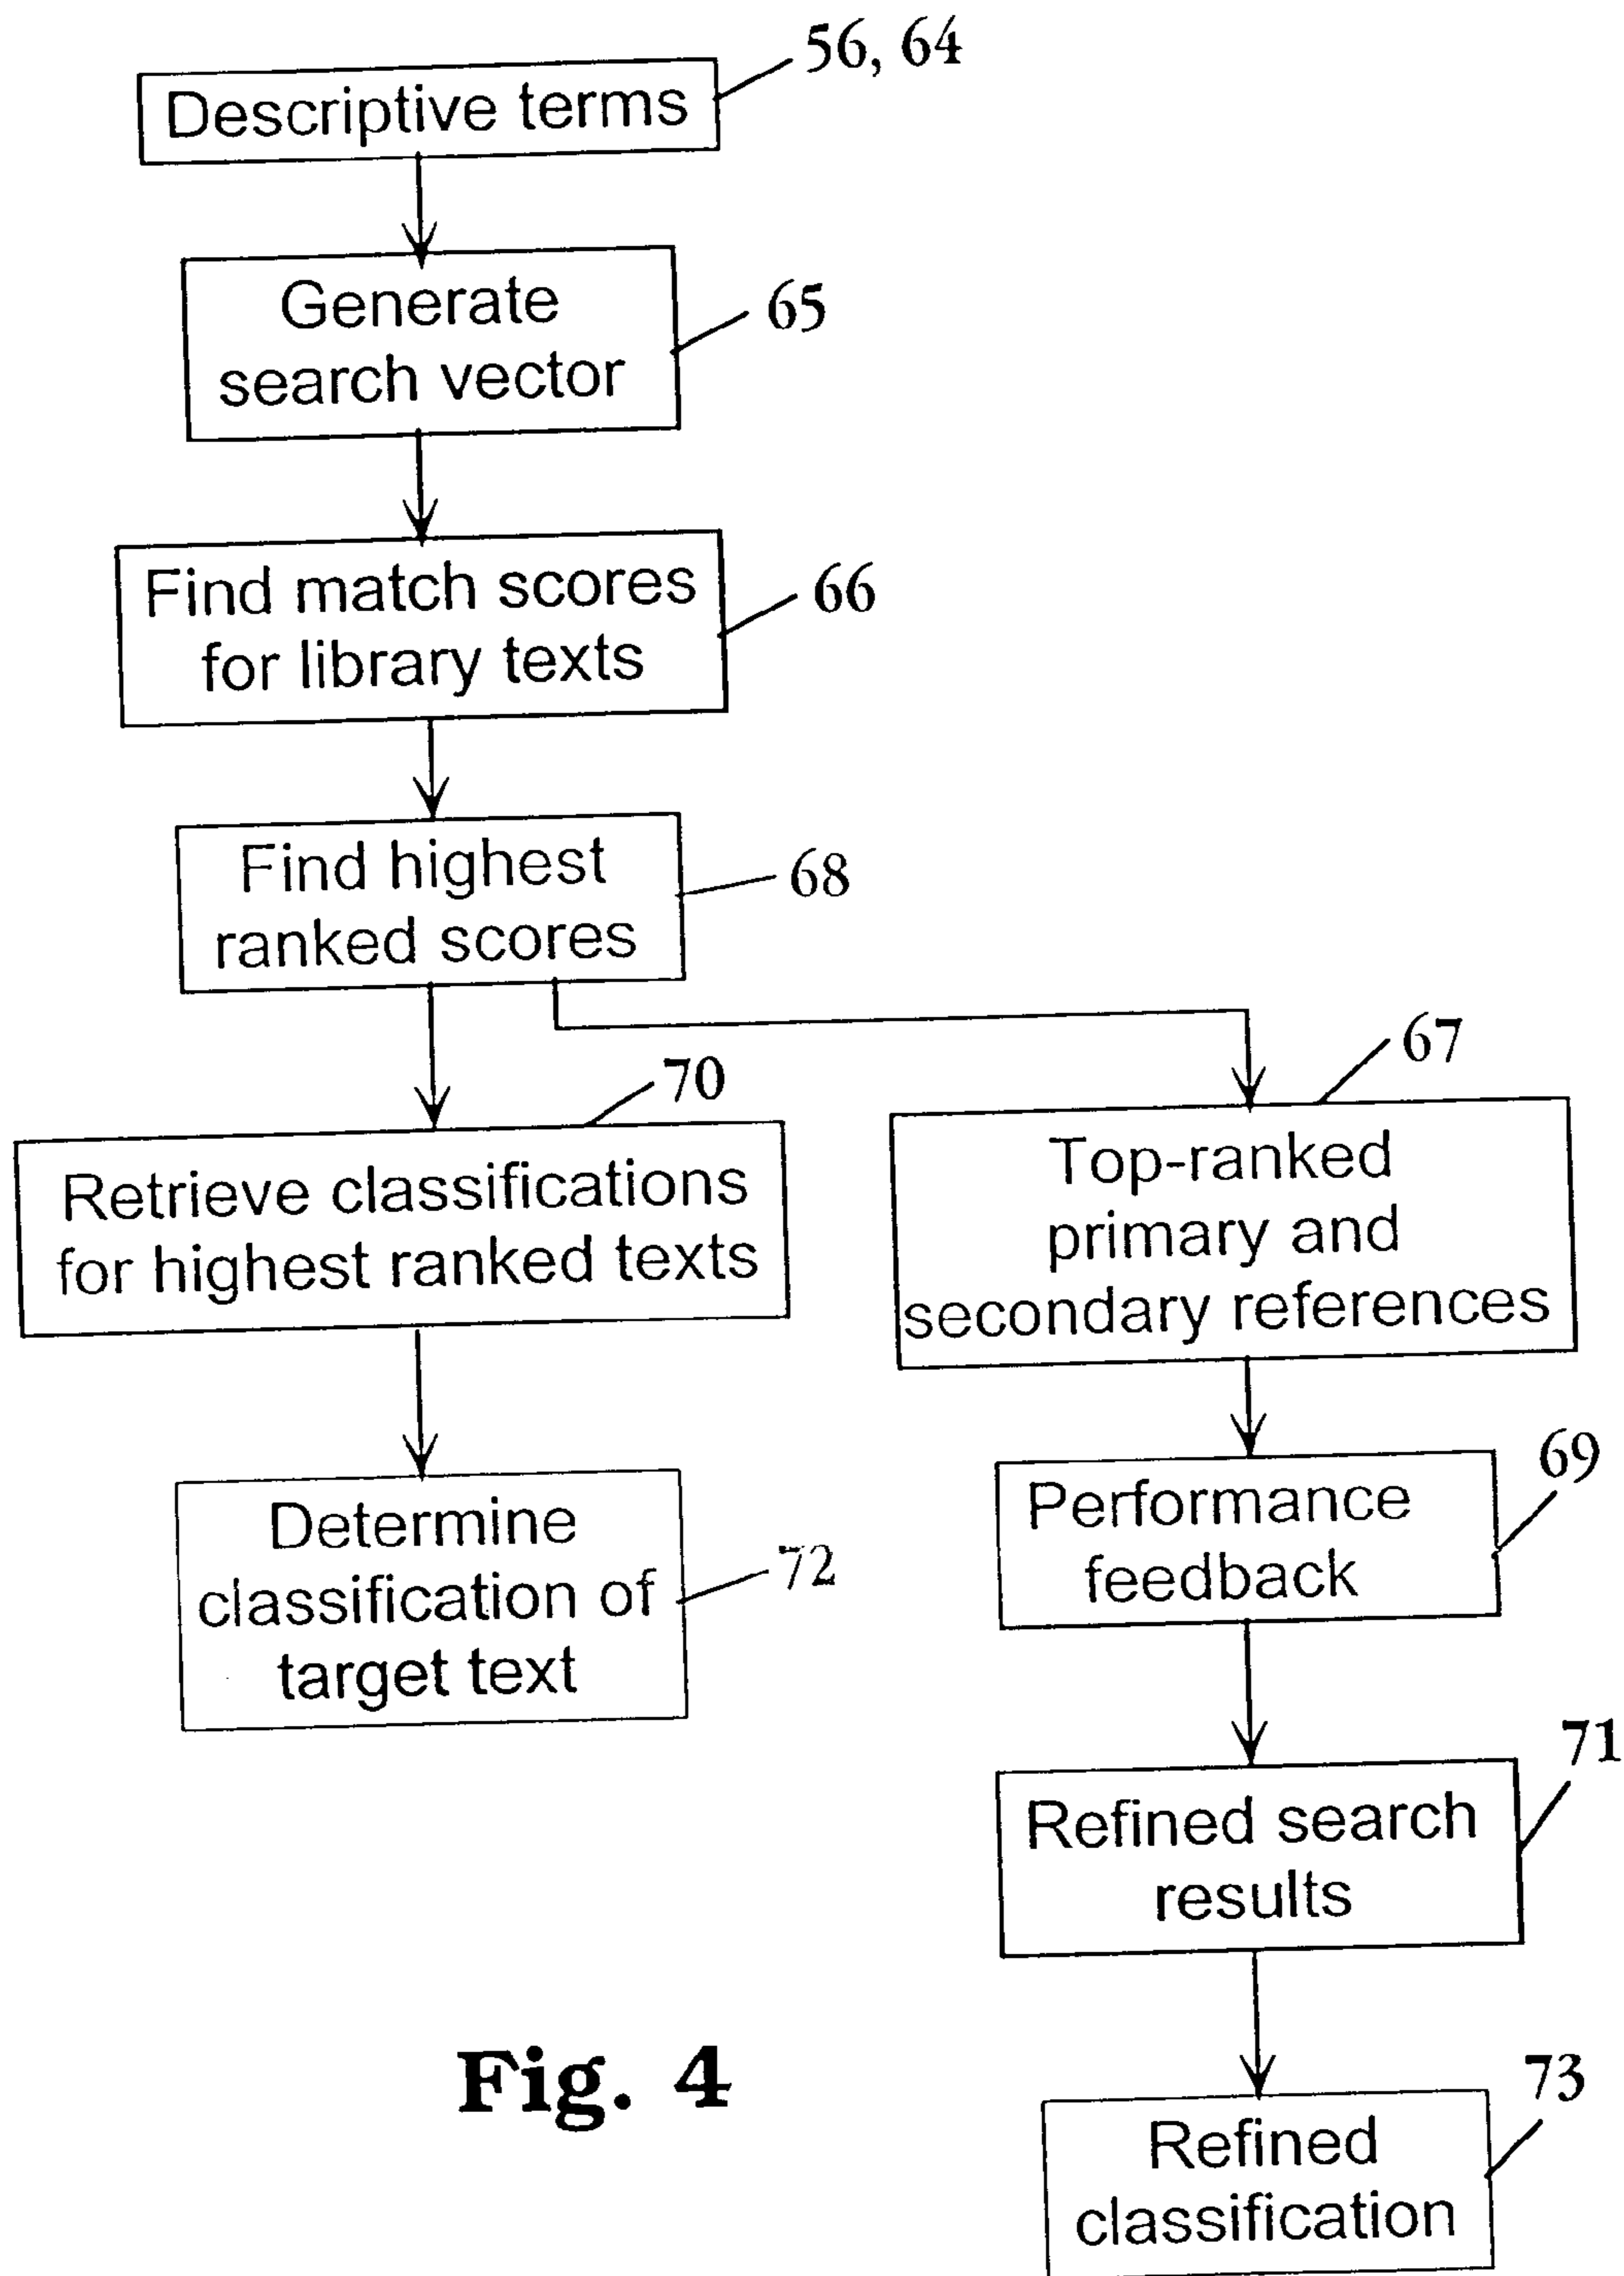 56, 64
Descriptive terms
Generate
search vector
65
Find match scores
for library texts
66
Find highest
ranked scores
68
70
Retrieve classifications
for highest ranked texts
Determine
classification of
target text
72
67
Top-ranked
primary and
secondary references
69
Performance
feedback
71
Refined search
results
73
Refined
classification
Fig. 4